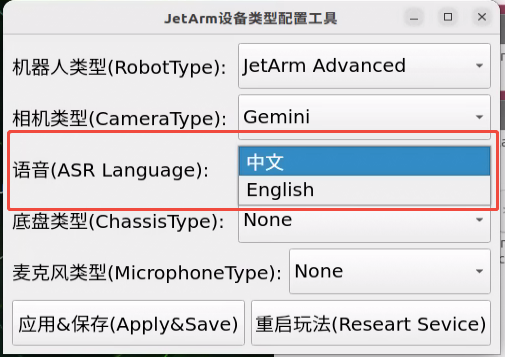 JetArm设备类型配置工具
机器人类型(RobotType): JetArm Advanced
相机类型(CameraType): Gemini
语音(ASR Language): 中文
English
底盘类型(ChassisType): None
麦克风类型(MicrophoneType): None
应用&保存(Apply&Save) 重启玩法(Researt Sevice)